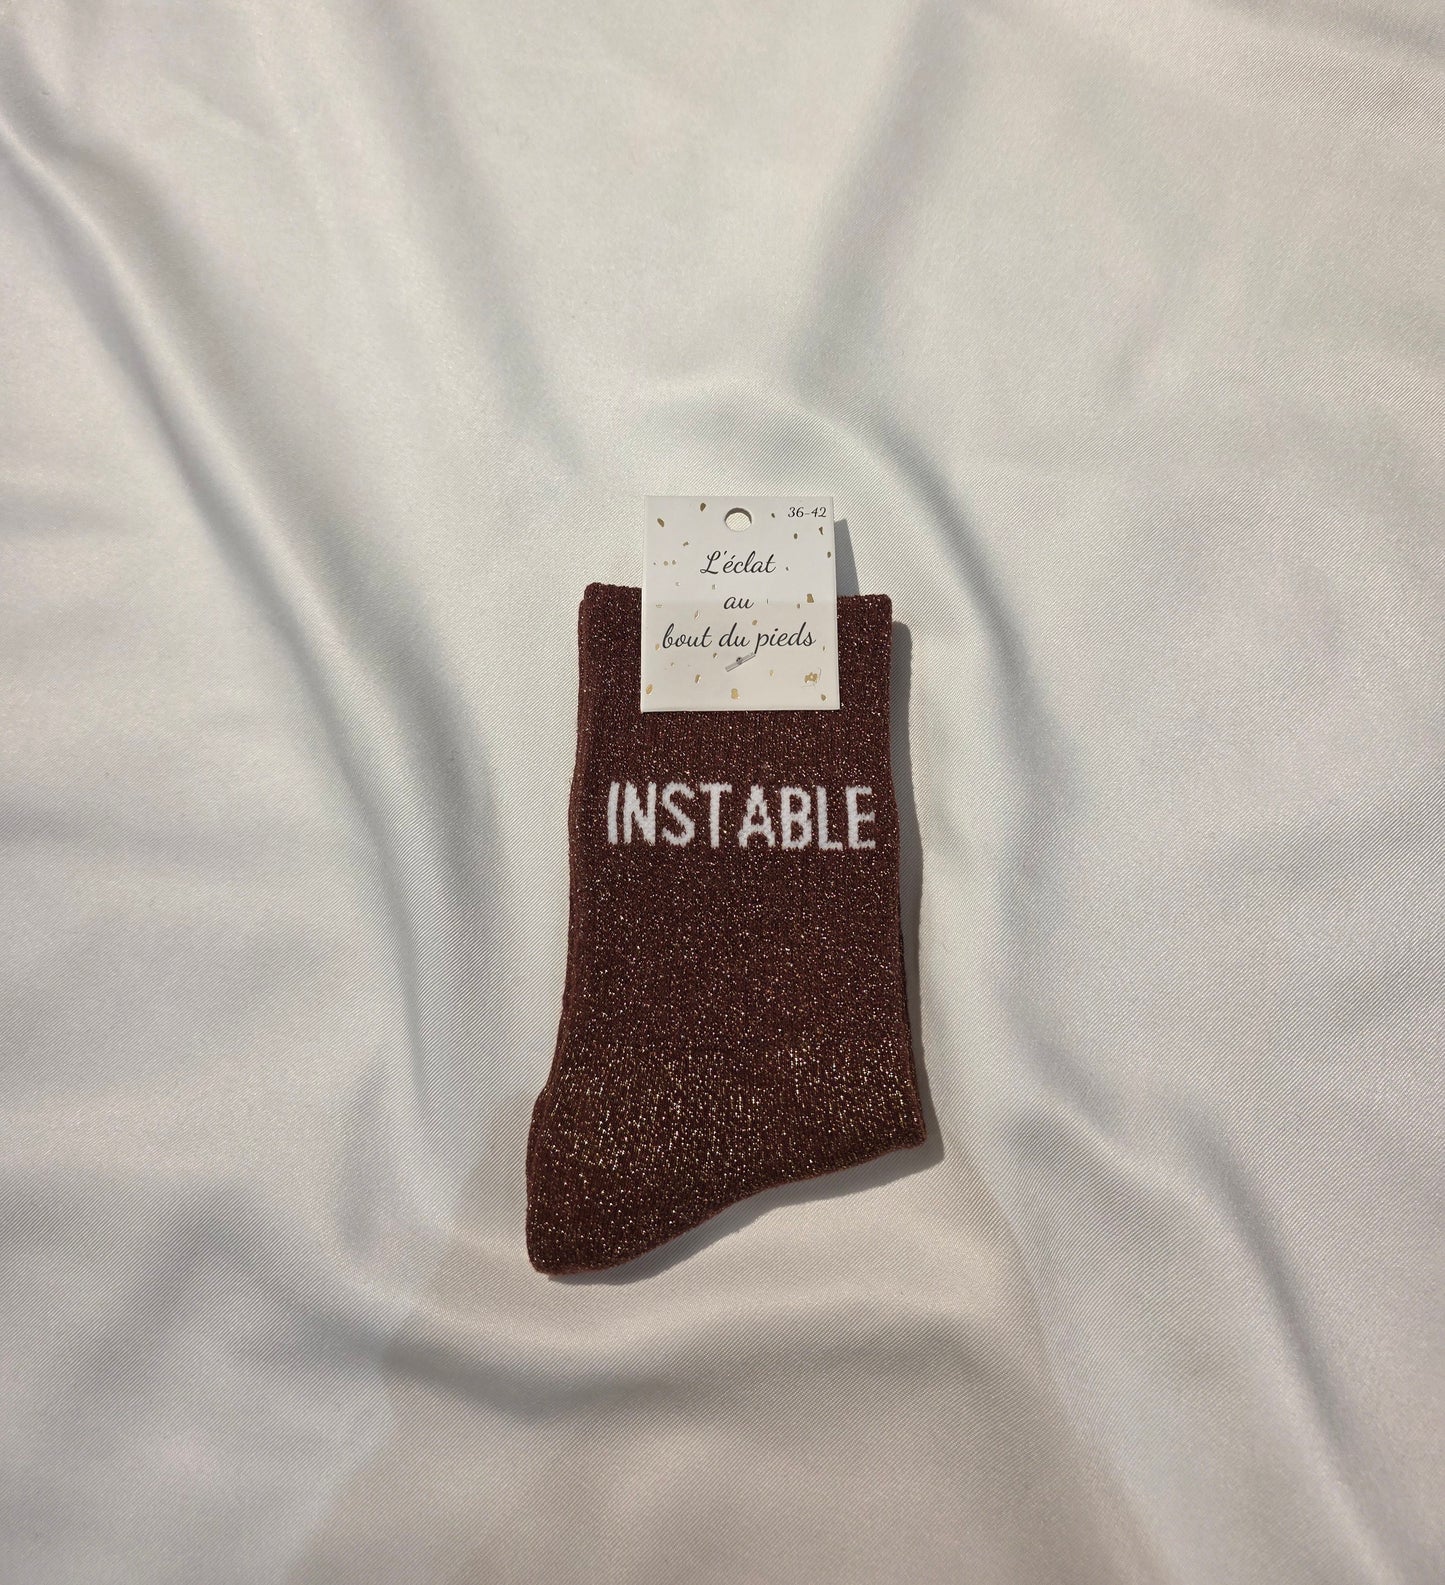 36-42
L'éclat
au
bout du pieds
INSTABLE